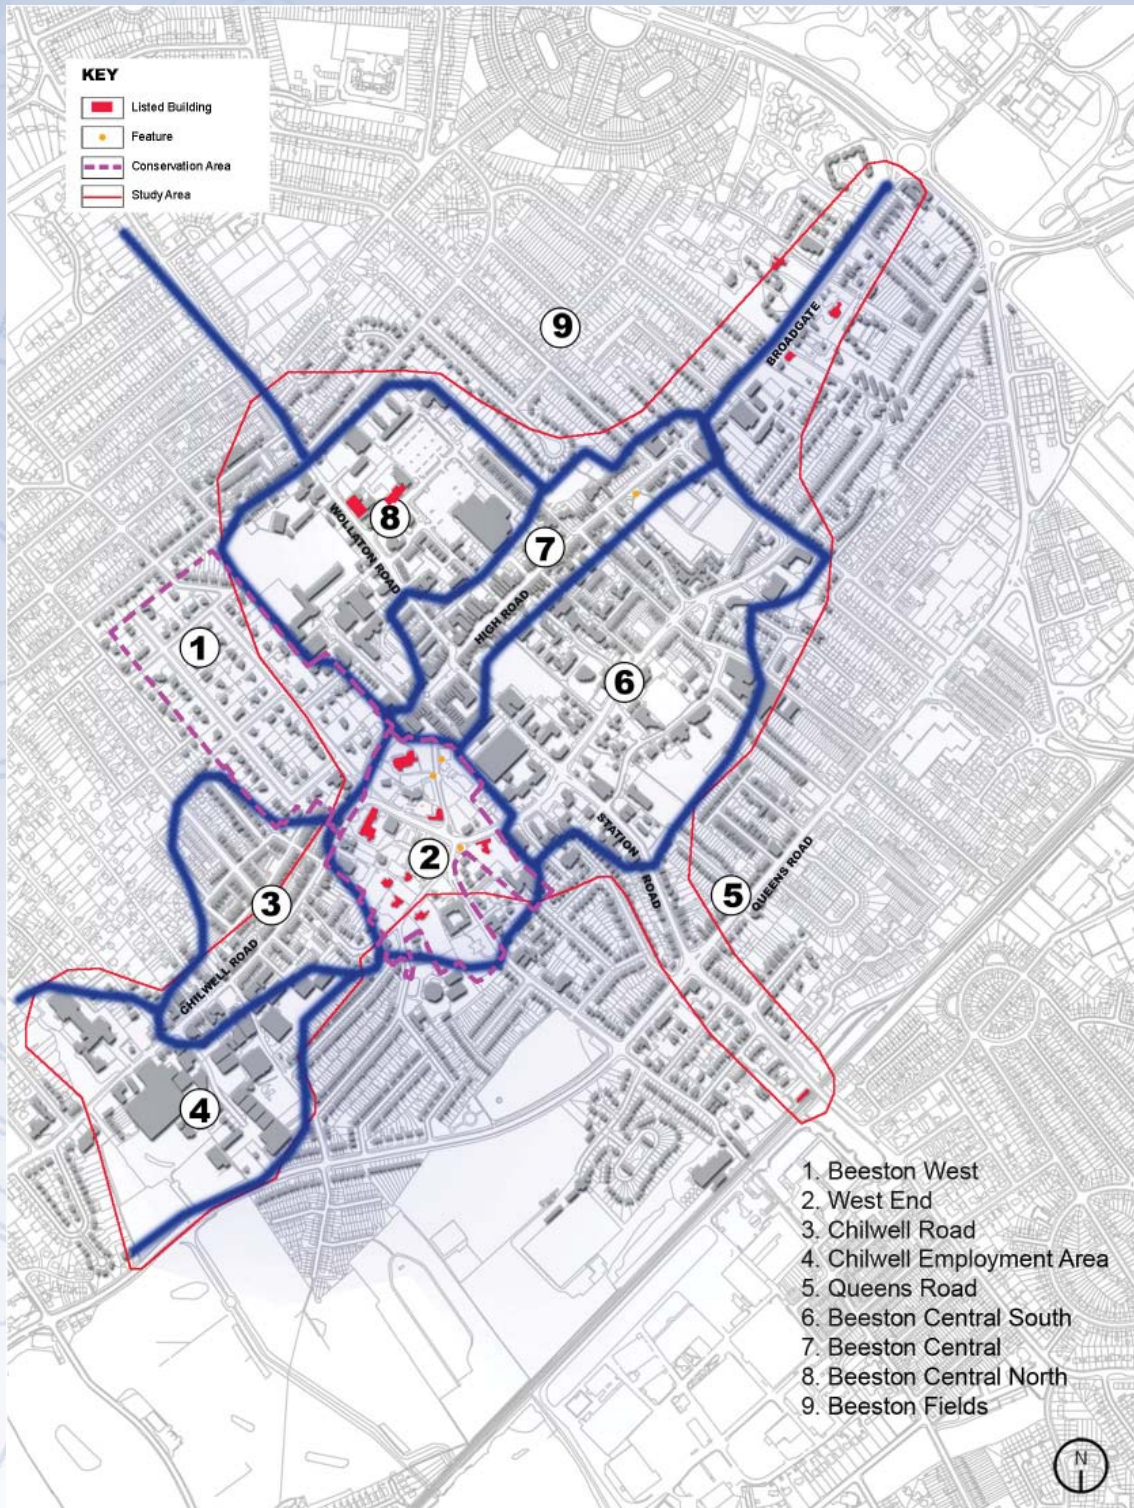 KEY
Listed Building
Feature
Conservation Area
Study Area
9
BROADGATE
8
WOLLATON ROAD
7
HIGH ROAD
1
6
2
STATION
ROAD
5
QUEENS ROAD
3
CHILWELL ROAD
4
1. Beeston West
2. West End
3. Chilwell Road
4. Chilwell Employment Area
5. Queens Road
6. Beeston Central South
7. Beeston Central
8. Beeston Central North
9. Beeston Fields
N